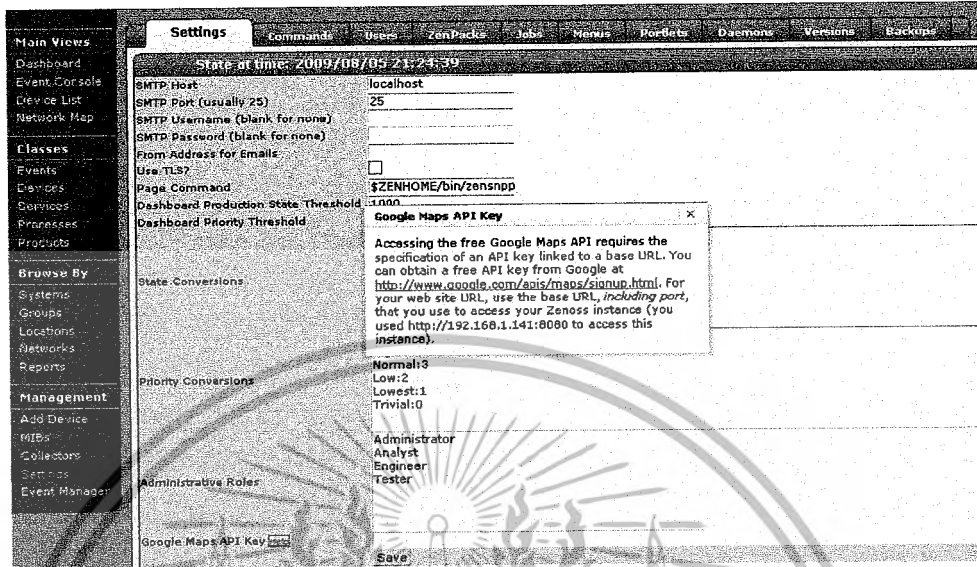 Settings
Commands
Users
ZenPacks
Jobs
Menus
Portlets
Daemons
Versions
Backups
Main Views
Dashboard
Event Console
Device List
Network Map
Classes
Events
Devices
Services
Processes
Products
Browse By
Systems
Groups
Locations
Networks
Reports
Management
Add Device
MIBs
Collectors
Settings
Event Manager
State at time: 2009/08/05 21:24:39
SMTP Host localhost
SMTP Port (usually 25) 25
SMTP Username (blank for none)
SMTP Password (blank for none)
From Address for Emails
Use TLS?
Page Command $ZENHOME/bin/zensnpp
Dashboard Production State Threshold 1000
Dashboard Priority Threshold
Google Maps API Key ×
Accessing the free Google Maps API requires the
specification of an API key linked to a base URL. You
can obtain a free API key from Google at
http://www.google.com/apis/maps/signup.html. For
your web site URL, use the base URL, including port,
that you use to access your Zenoss instance (you
used http://192.168.1.141:8080 to access this
instance).
State Conversions
Priority Conversions
Normal:3
Low:2
Lowest:1
Trivial:0
Administrative Roles
Administrator
Analyst
Engineer
Tester
Google Maps API Key
Save